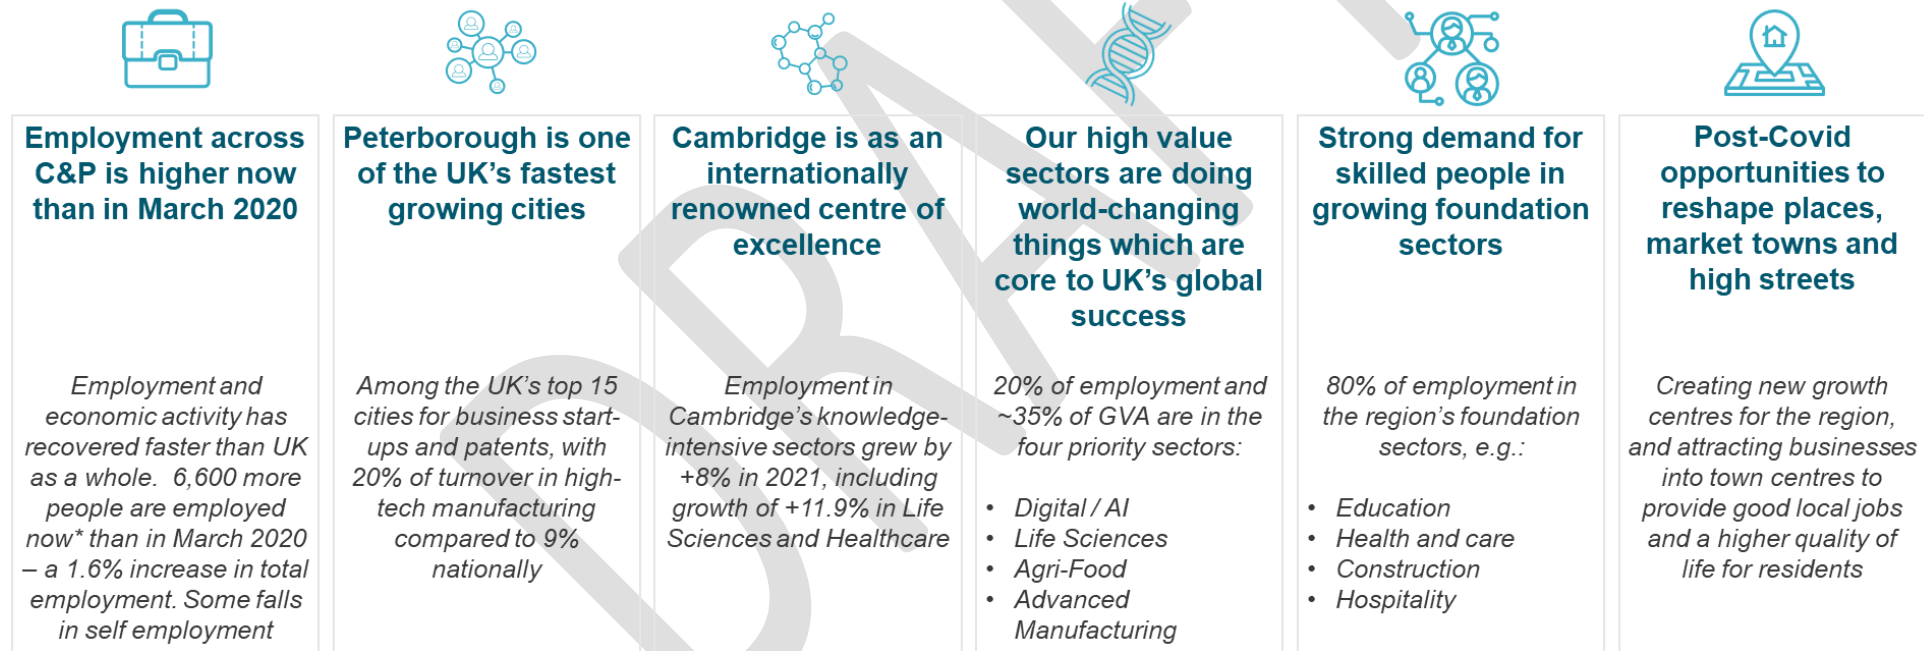 Employment across
C&P is higher now
than in March 2020
Employment and
economic activity has
recovered faster than UK
as a whole.  6,600 more
people are employed
now* than in March 2020
– a 1.6% increase in total
employment. Some falls
in self employment
Peterborough is one
of the UK's fastest
growing cities
Among the UK's top 15
cities for business start-
ups and patents, with
20% of turnover in high-
tech manufacturing
compared to 9%
nationally
Cambridge is as an
internationally
renowned centre of
excellence
Employment in
Cambridge's knowledge-
intensive sectors grew by
+8% in 2021, including
growth of +11.9% in Life
Sciences and Healthcare
Our high value
sectors are doing
world-changing
things which are
core to UK's global
success
20% of employment and
~35% of GVA are in the
four priority sectors:
• Digital / AI
• Life Sciences
• Agri-Food
• Advanced
Manufacturing
Strong demand for
skilled people in
growing foundation
sectors
80% of employment in
the region's foundation
sectors, e.g.:
• Education
• Health and care
• Construction
• Hospitality
Post-Covid
opportunities to
reshape places,
market towns and
high streets
Creating new growth
centres for the region,
and attracting businesses
into town centres to
provide good local jobs
and a higher quality of
life for residents
DRAF